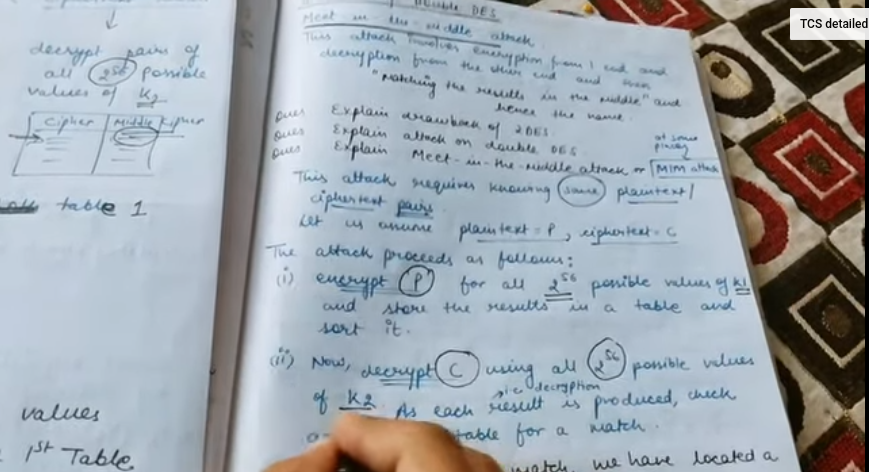 decrypt pairs of
all 2^56 possible
values of K2
Cipher Middle Cipher
table 1
values
1st Table
Double DES
Meet-in-the-middle attack
This attack involves encryption from 1 end and
decryption from the other end and then
"matching the results in the middle" and
hence the name.
Ques Explain drawback of 2DES
Ques Explain attack on double DES.
Ques Explain Meet-in-the-middle attack or MIM attack
at some places
This attack requires knowing some plaintext/
ciphertext pairs.
Let us assume plaintext = P, ciphertext = C
The attack proceeds as follows:
(i) encrypt P for all 2^56 possible values of K1
and store the results in a table and
sort it.
(ii) Now, decrypt C using all 2^56 possible values
i.e. decryption
of K2. As each result is produced, check
table for a match.
match, we have located a
TCS detailed